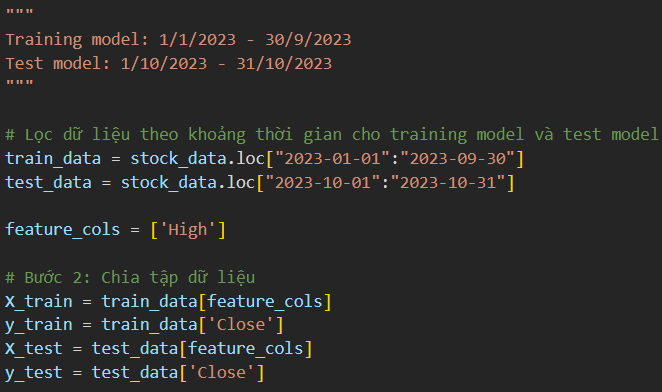 """
Training model: 1/1/2023 - 30/9/2023
Test model: 1/10/2023 - 31/10/2023
"""
# Lọc dữ liệu theo khoảng thời gian cho training model và test model
train_data = stock_data.loc["2023-01-01":"2023-09-30"]
test_data = stock_data.loc["2023-10-01":"2023-10-31"]
feature_cols = ['High']
# Bước 2: Chia tập dữ liệu
X_train = train_data[feature_cols]
y_train = train_data['Close']
X_test = test_data[feature_cols]
y_test = test_data['Close']